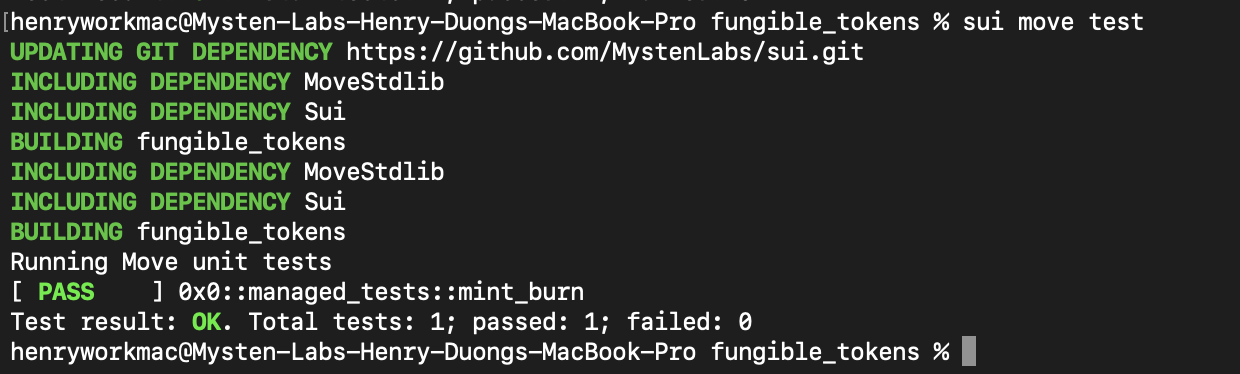 [henryworkmac@Mysten-Labs-Henry-Duongs-MacBook-Pro fungible_tokens % sui move test
UPDATING GIT DEPENDENCY https://github.com/MystenLabs/sui.git
INCLUDING DEPENDENCY MoveStdlib
INCLUDING DEPENDENCY Sui
BUILDING fungible_tokens
INCLUDING DEPENDENCY MoveStdlib
INCLUDING DEPENDENCY Sui
BUILDING fungible_tokens
Running Move unit tests
[ PASS    ] 0x0::managed_tests::mint_burn
Test result: OK. Total tests: 1; passed: 1; failed: 0
henryworkmac@Mysten-Labs-Henry-Duongs-MacBook-Pro fungible_tokens %